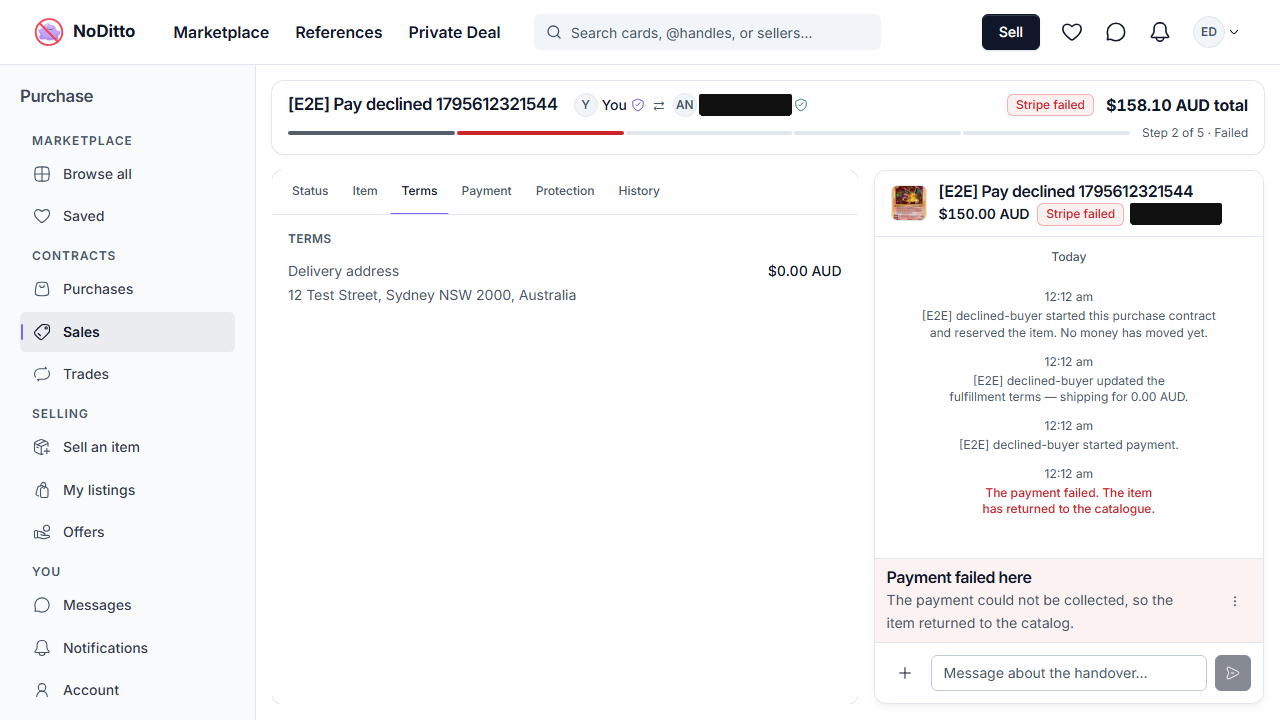 NoDitto
Marketplace
References
Private Deal
Search cards, @handles, or sellers...
Sell
ED
Purchase
MARKETPLACE
Browse all
Saved
CONTRACTS
Purchases
Sales
Trades
SELLING
Sell an item
My listings
Offers
YOU
Messages
Notifications
Account
[E2E] Pay declined 1795612321544
Y You
AN
Stripe failed
$158.10 AUD total
Step 2 of 5 · Failed
Status Item Terms Payment Protection History
TERMS
Delivery address
$0.00 AUD
12 Test Street, Sydney NSW 2000, Australia
[E2E] Pay declined 1795612321544
$150.00 AUD Stripe failed
Today
12:12 am
[E2E] declined-buyer started this purchase contract
and reserved the item. No money has moved yet.
12:12 am
[E2E] declined-buyer updated the
fulfillment terms — shipping for 0.00 AUD.
12:12 am
[E2E] declined-buyer started payment.
12:12 am
The payment failed. The item
has returned to the catalogue.
Payment failed here
The payment could not be collected, so the
item returned to the catalog.
Message about the handover...